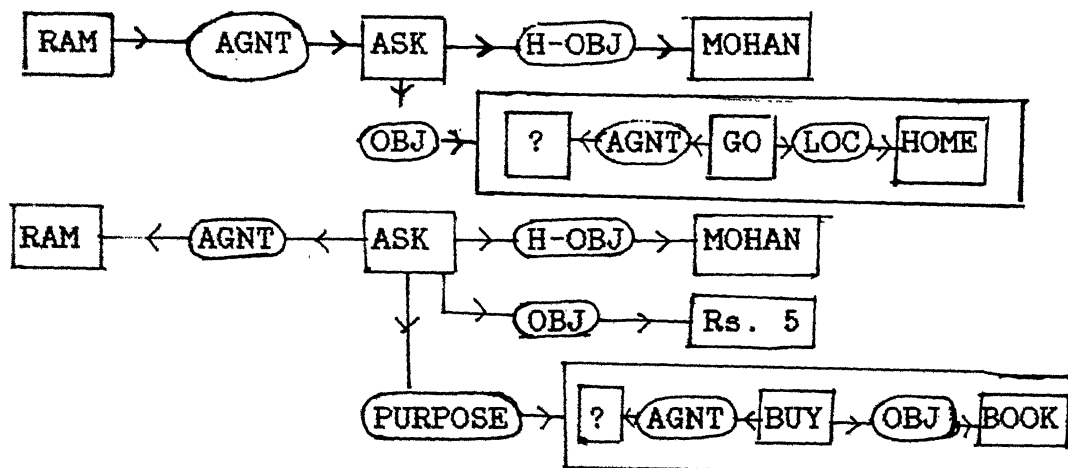 RAM AGNT ASK H-OBJ MOHAN
OBJ ? AGNT GO LOC HOME
RAM AGNT ASK H-OBJ MOHAN
OBJ Rs. 5
PURPOSE ? AGNT BUY OBJ BOOK